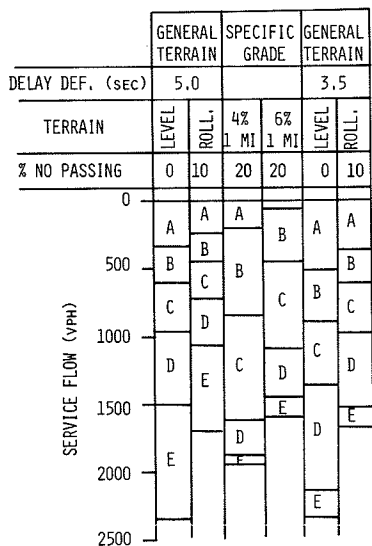 GENERAL TERRAIN SPECIFIC GRADE GENERAL TERRAIN
DELAY DEF. (SEC) 5.0 3.5
TERRAIN LEVEL ROLL. 4% 1 MI 6% 1 MI LEVEL ROLL.
% NO PASSING 0 10 20 20 0 10
SERVICE FLOW (VPH)
0
500
1000
1500
2000
2500
A B C D E
A B C D E
A B C D E
B C D E
A B C D E
A B C D E